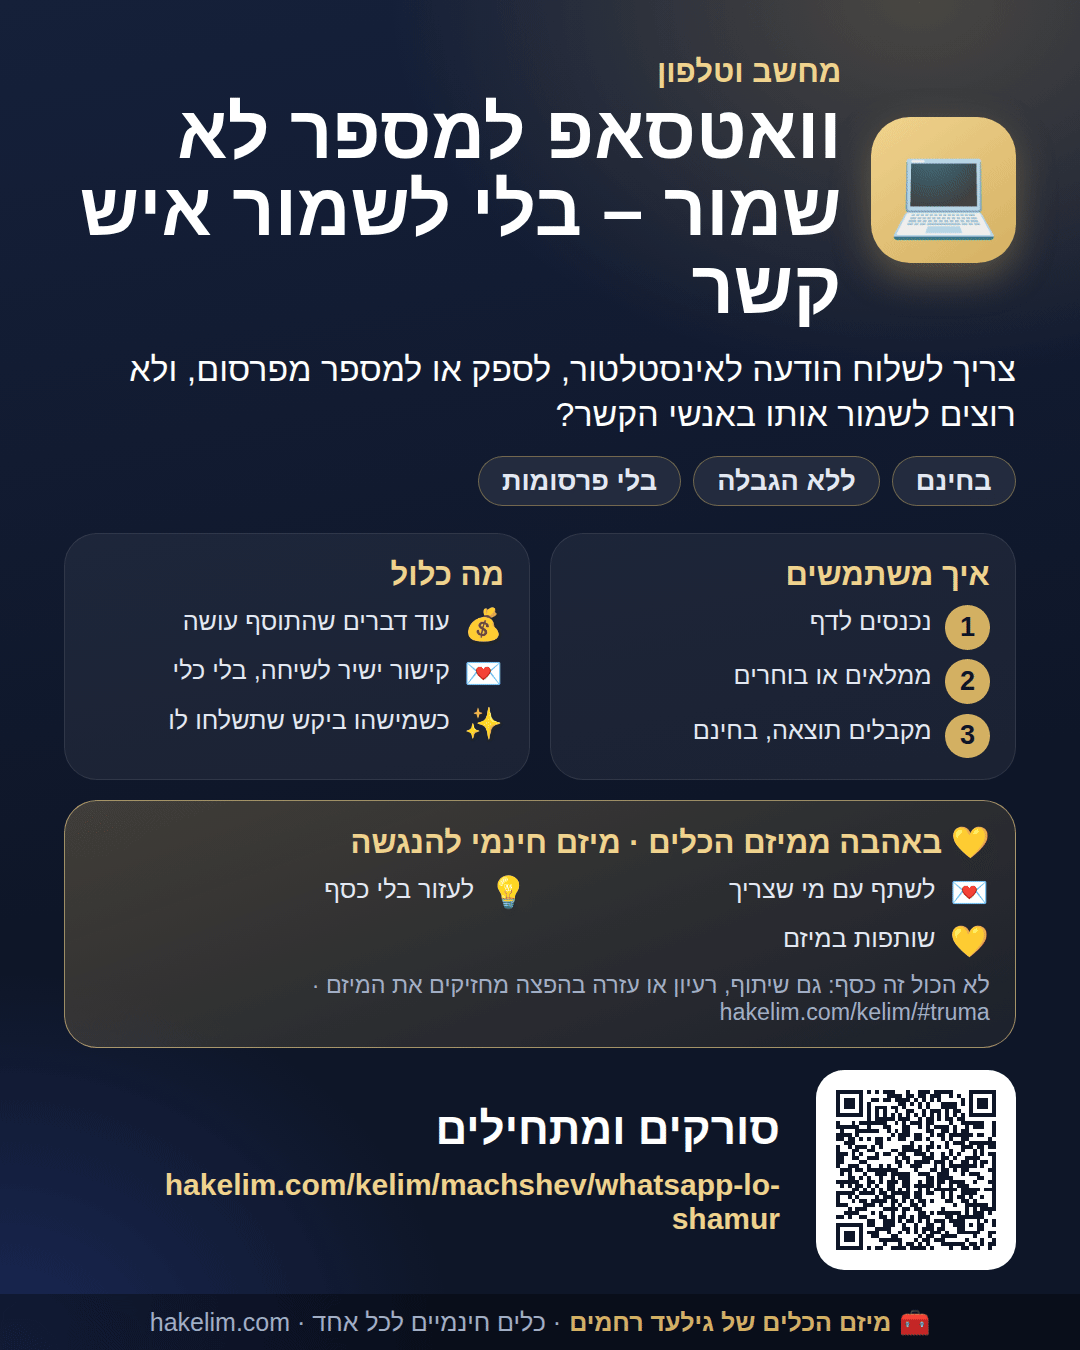 מחשב וטלפון
וואטסאפ למספר לא
שמור – בלי לשמור איש
קשר
צריך לשלוח הודעה לאינסטלטור, לספק או למספר מפרסום, ולא
רוצים לשמור אותו באנשי הקשר?
בחינם
ללא הגבלה
בלי פרסומות
איך משתמשים
1 נכנסים לדף
2 ממלאים או בוחרים
3 מקבלים תוצאה, בחינם
מה כלול
עוד דברים שהתוסף עושה
קישור ישיר לשיחה, בלי כלי
כשמישהו ביקש שתשלחו לו
באהבה ממיזם הכלים · מיזם חינמי להנגשה
לשתף עם מי שצריך
לעזור בלי כסף
שותפות במיזם
לא הכול זה כסף: גם שיתוף, רעיון או עזרה בהפצה מחזיקים את המיזם ·
hakelim.com/kelim/#truma
סורקים ומתחילים
hakelim.com/kelim/machshev/whatsapp-lo-
shamur
מיזם הכלים של גילעד רחמים · כלים חינמיים לכל אחד · hakelim.com